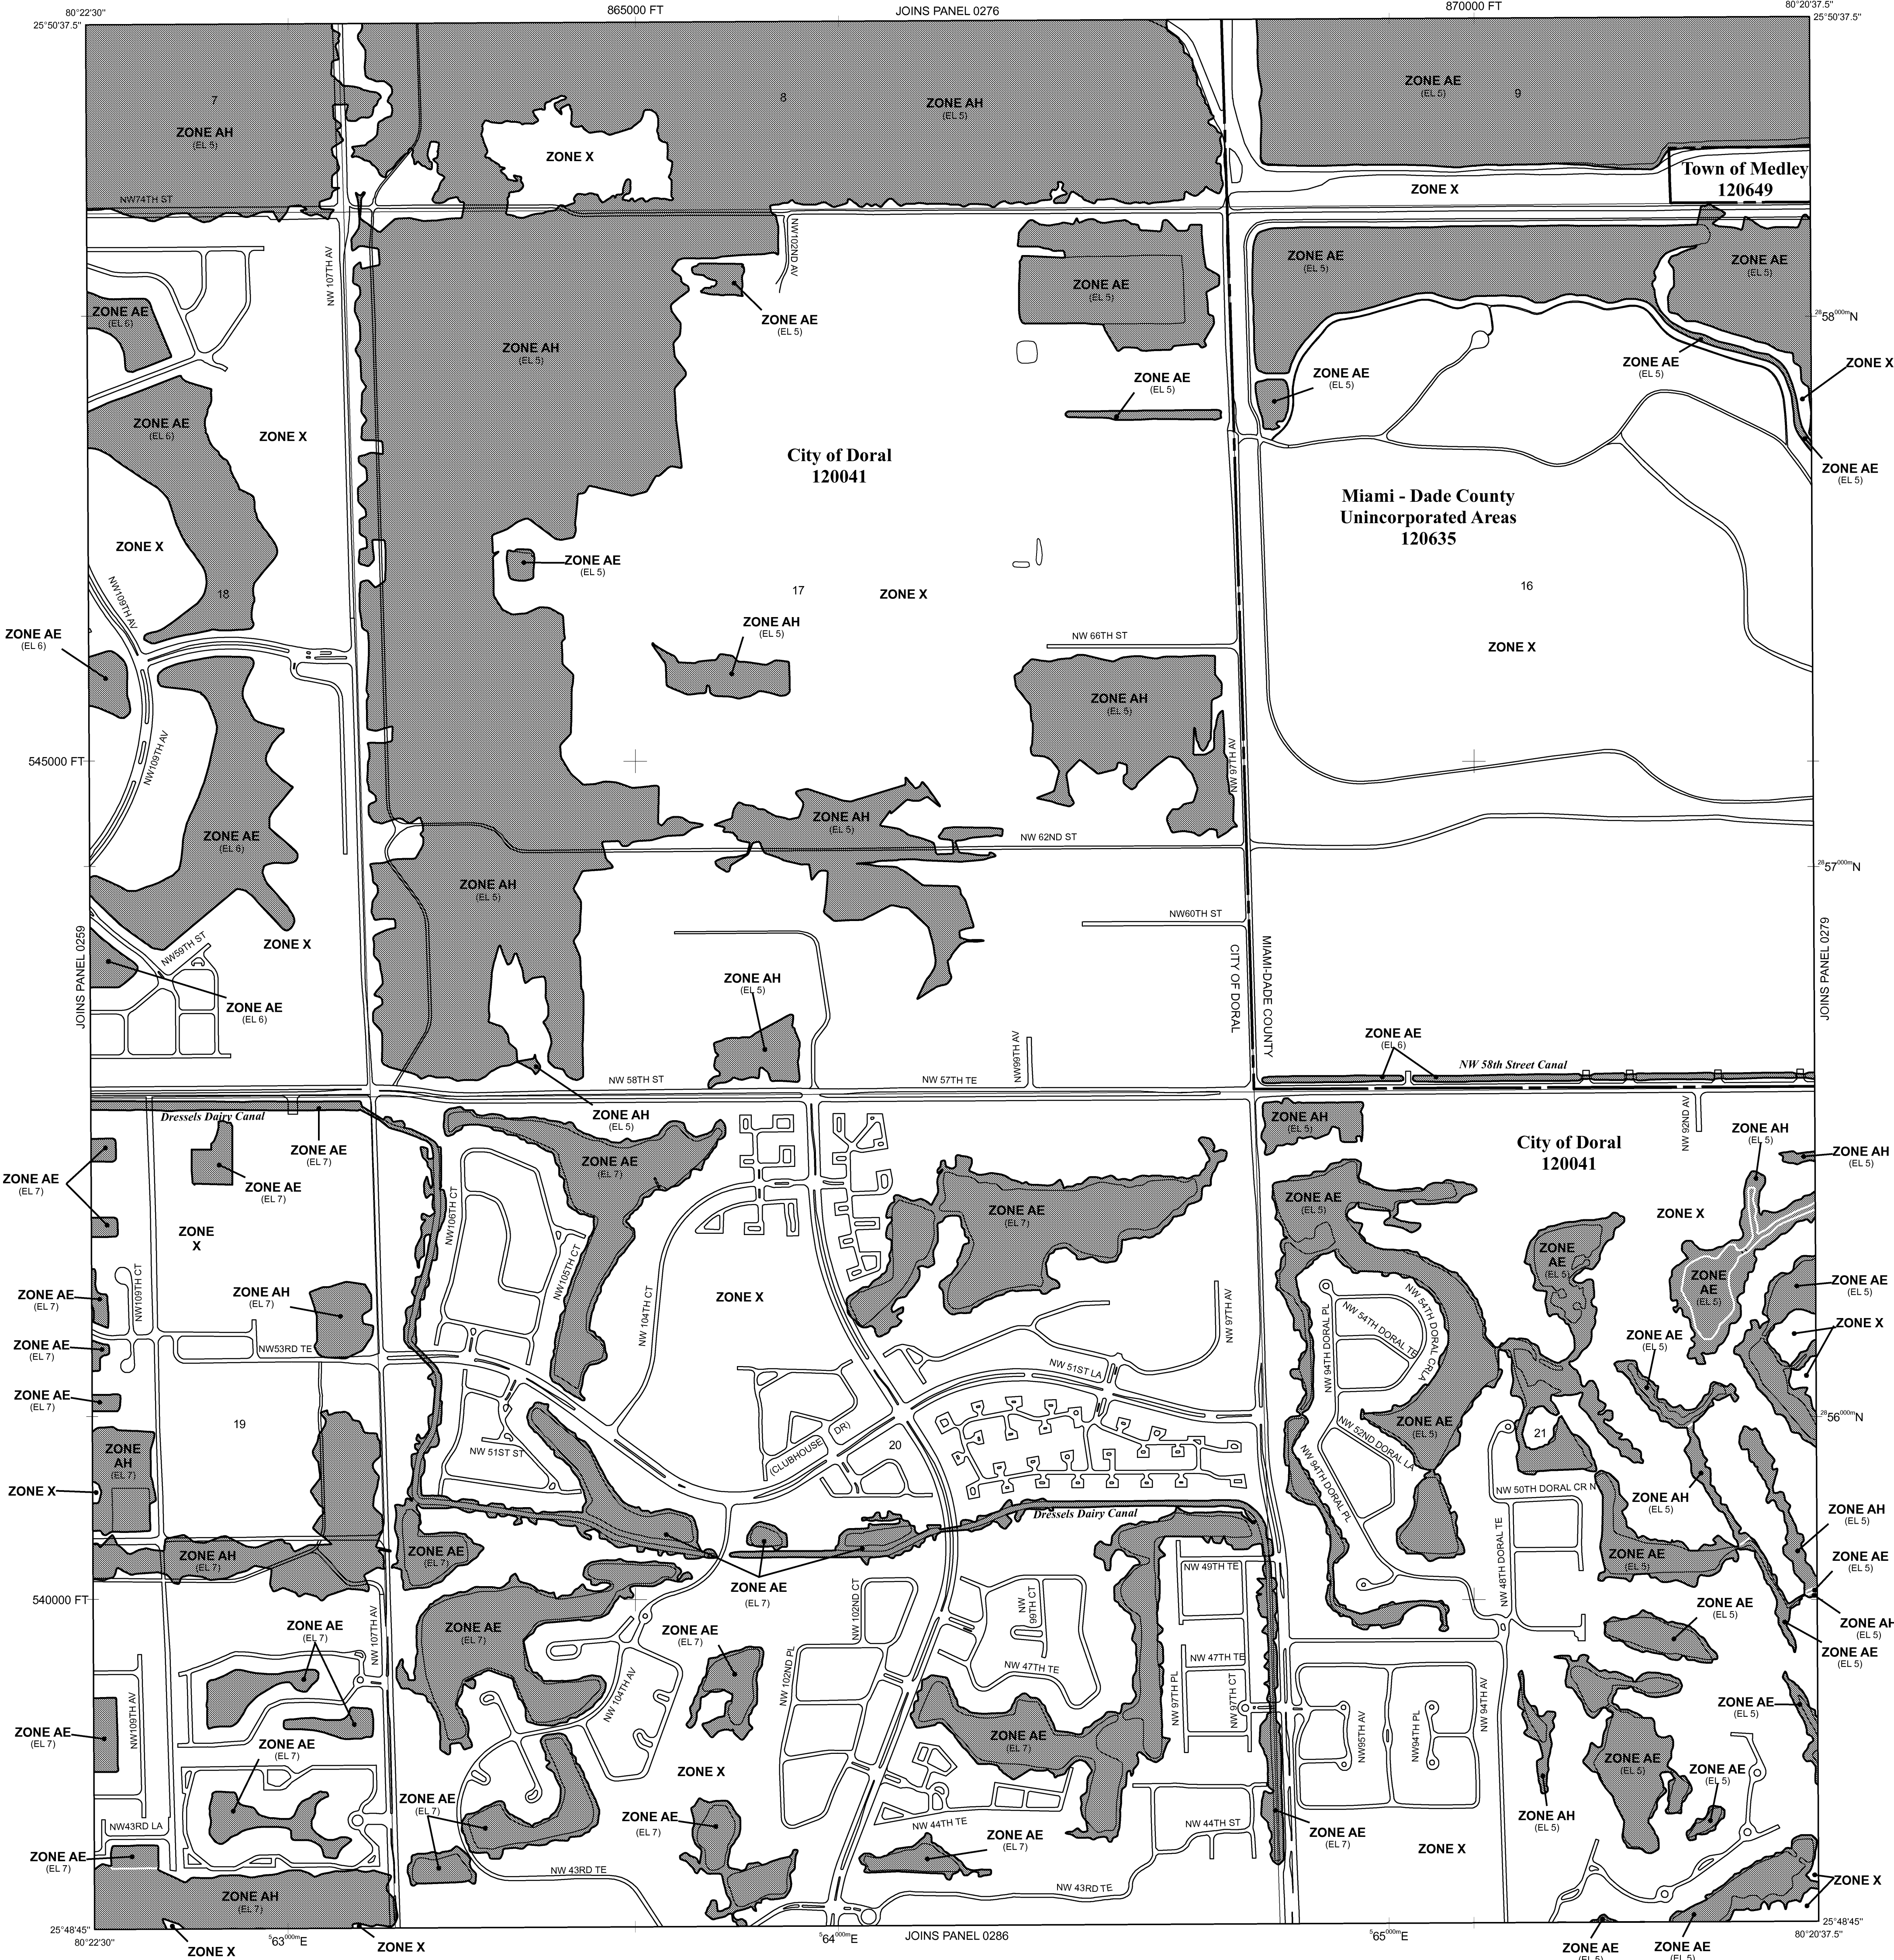 80°22'30"
865000 FT
JOINS PANEL 0276
870000 FT
80°20'37.5"
25°50'37.5"
25°50'37.5"
7
ZONE AH
(EL 5)
8
ZONE AH
(EL 5)
ZONE X
ZONE AE
(EL 5)
9
Town of Medley
120649
ZONE X
NW74TH ST
NW 107TH AV
NW102ND AV
ZONE AE
(EL 6)
ZONE AH
(EL 5)
ZONE AE
(EL 5)
ZONE AE
(EL 5)
ZONE AE
(EL 5)
ZONE AE
(EL 5)
2858000mN
ZONE AE
(EL 5)
ZONE X
ZONE AE
(EL 5)
ZONE AE
(EL 5)
ZONE AE
(EL 6)
ZONE X
City of Doral
120041
ZONE AE
(EL 5)
Miami - Dade County
Unincorporated Areas
120635
ZONE X
ZONE AE
(EL 5)
18
17
ZONE X
16
NW109TH AV
ZONE AE
(EL 6)
ZONE AH
(EL 5)
NW 66TH ST
ZONE X
ZONE AH
(EL 5)
NW109TH AV
NW 97TH AV
545000 FT
ZONE AE
(EL 6)
ZONE AH
(EL 5)
NW 62ND ST
2857000mN
ZONE AH
(EL 5)
NW60TH ST
JOINS PANEL 0259
NW59TH ST
ZONE X
CITY OF DORAL
MIAMI-DADE COUNTY
JOINS PANEL 0279
ZONE AE
(EL 6)
ZONE AH
(EL 5)
NW99TH AV
ZONE AE
(EL 6)
NW 58th Street Canal
NW 58TH ST
NW 57TH TE
ZONE AH
(EL 5)
Dressels Dairy Canal
ZONE AE
(EL 7)
ZONE AE
(EL 7)
ZONE AE
(EL 7)
ZONE
X
NW106TH CT
NW105TH CT
ZONE AE
(EL 7)
ZONE AE
(EL 7)
ZONE AH
(EL 5)
City of Doral
120041
NW 92ND AV
ZONE AH
(EL 5)
ZONE AH
(EL 5)
ZONE AE
(EL 5)
ZONE X
ZONE
AE
(EL 5)
ZONE
AE
(EL 5)
ZONE AE
(EL 5)
ZONE X
ZONE AE
(EL 7)
NW109TH CT
ZONE AH
(EL 7)
NW 104TH CT
ZONE X
NW 97TH AV
NW 94TH DORAL PL
NW 54TH DORAL TE
NW 54TH DORAL CRLA
ZONE AE
(EL 5)
ZONE AE
(EL 7)
NW53RD TE
NW 51ST LA
ZONE AE
(EL 7)
19
NW 51ST ST
(CLUBHOUSE DR)
20
NW 52ND DORAL LA
ZONE AE
(EL 5)
21
2856000mN
ZONE
AH
(EL 7)
ZONE X
NW 94TH DORAL PL
NW 50TH DORAL CR N
ZONE AH
(EL 5)
ZONE AH
(EL 5)
Dressels Dairy Canal
ZONE AH
(EL 7)
ZONE AE
(EL 7)
ZONE AE
(EL 7)
NW 49TH TE
NW 48TH DORAL TE
ZONE AE
(EL 5)
ZONE AE
(EL 5)
540000 FT
NW 102ND CT
NW 99TH CT
ZONE AE
(EL 5)
ZONE AH
(EL 5)
ZONE AE
(EL 5)
ZONE AE
(EL 7)
NW 107TH AV
ZONE AE
(EL 7)
ZONE AE
(EL 7)
NW 102ND PL
NW 47TH TE
NW 47TH TE
NW 97TH PL
NW 97TH CT
NW 104TH AV
NW95TH AV
NW94TH PL
NW 94TH AV
ZONE AE
(EL 5)
NW109TH AV
ZONE AE
(EL 7)
ZONE AE
(EL 7)
ZONE AE
(EL 7)
ZONE X
ZONE AE
(EL 5)
ZONE AE
(EL 5)
ZONE AE
(EL 7)
ZONE AE
(EL 7)
ZONE AH
(EL 5)
NW43RD LA
NW 44TH TE
NW 44TH ST
ZONE AE
(EL 7)
ZONE AE
(EL 7)
ZONE X
ZONE AE
(EL 7)
NW 43RD TE
NW 43RD TE
ZONE X
ZONE AH
(EL 7)
25°48'45"
25°48'45"
80°22'30"
ZONE X
563000mE
ZONE X
564000mE
JOINS PANEL 0286
565000mE
80°20'37.5"
ZONE AE
(EL 5)
ZONE AE
(EL 5)